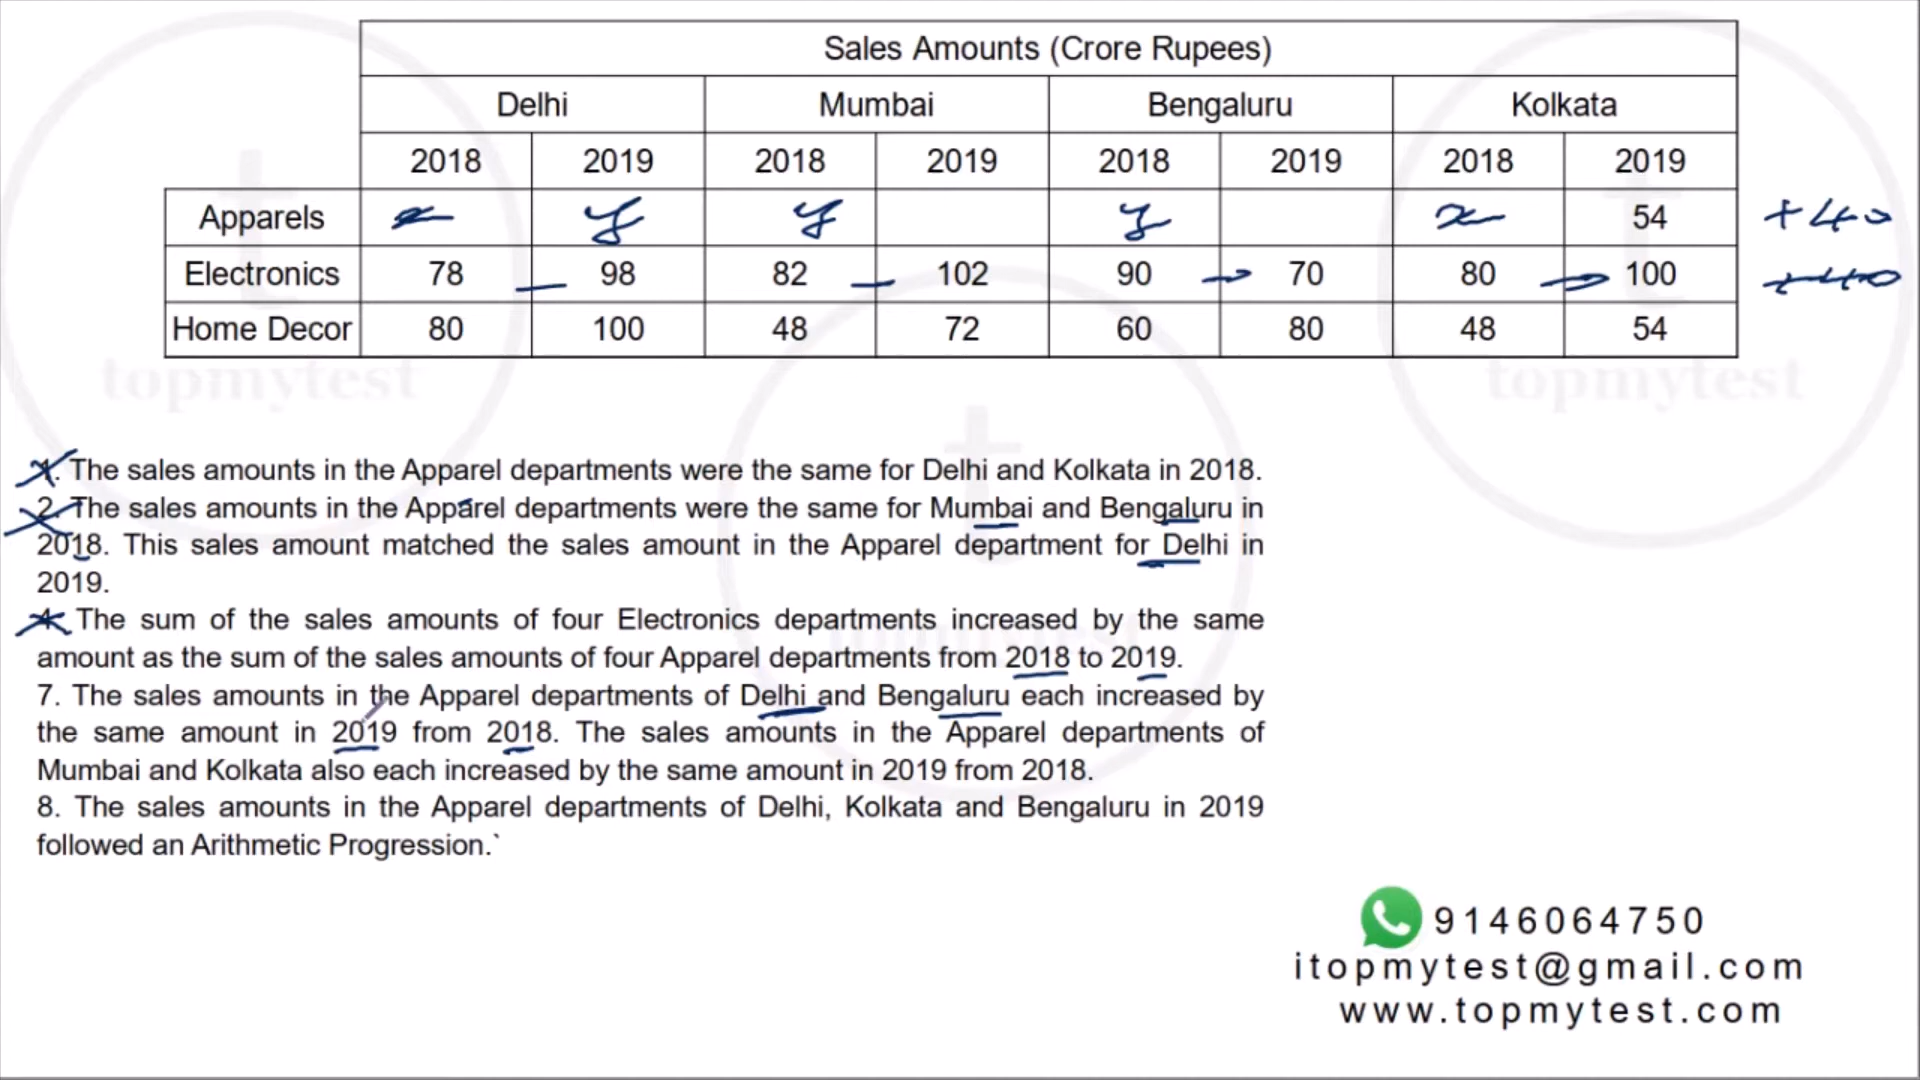 Sales Amounts (Crore Rupees)
Delhi Mumbai Bengaluru Kolkata
2018 2019 2018 2019 2018 2019 2018 2019
Apparels x y y y x 54 +40
Electronics 78 98 82 102 90 70 80 100 +40
Home Decor 80 100 48 72 60 80 48 54
topmytest topmytest
1. The sales amounts in the Apparel departments were the same for Delhi and Kolkata in 2018.
2. The sales amounts in the Apparel departments were the same for Mumbai and Bengaluru in
2018. This sales amount matched the sales amount in the Apparel department for Delhi in
2019.
4. The sum of the sales amounts of four Electronics departments increased by the same
amount as the sum of the sales amounts of four Apparel departments from 2018 to 2019.
7. The sales amounts in the Apparel departments of Delhi and Bengaluru each increased by
the same amount in 2019 from 2018. The sales amounts in the Apparel departments of
Mumbai and Kolkata also each increased by the same amount in 2019 from 2018.
8. The sales amounts in the Apparel departments of Delhi, Kolkata and Bengaluru in 2019
followed an Arithmetic Progression.`
9146064750
itopmytest@gmail.com
www.topmytest.com